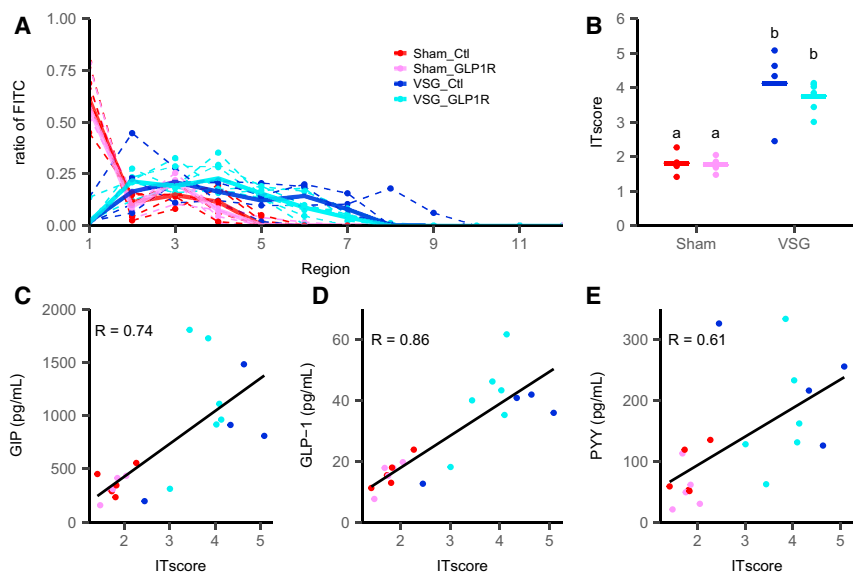 A
1.00
0.75
0.50
0.25
0.00
ratio of FITC
1 3 5 7 9 11
Region
Sham_Ctl
Sham_GLP1R
VSG_Ctl
VSG_GLP1R
B
6
5
4
3
2
1
0
ITscore
a a b b
Sham VSG
C
2000
1500
1000
500
0
GIP (pg/mL)
R = 0.74
2 3 4 5
ITscore
D
60
40
20
0
GLP−1 (pg/mL)
R = 0.86
2 3 4 5
ITscore
E
300
200
100
0
PYY (pg/mL)
R = 0.61
2 3 4 5
ITscore